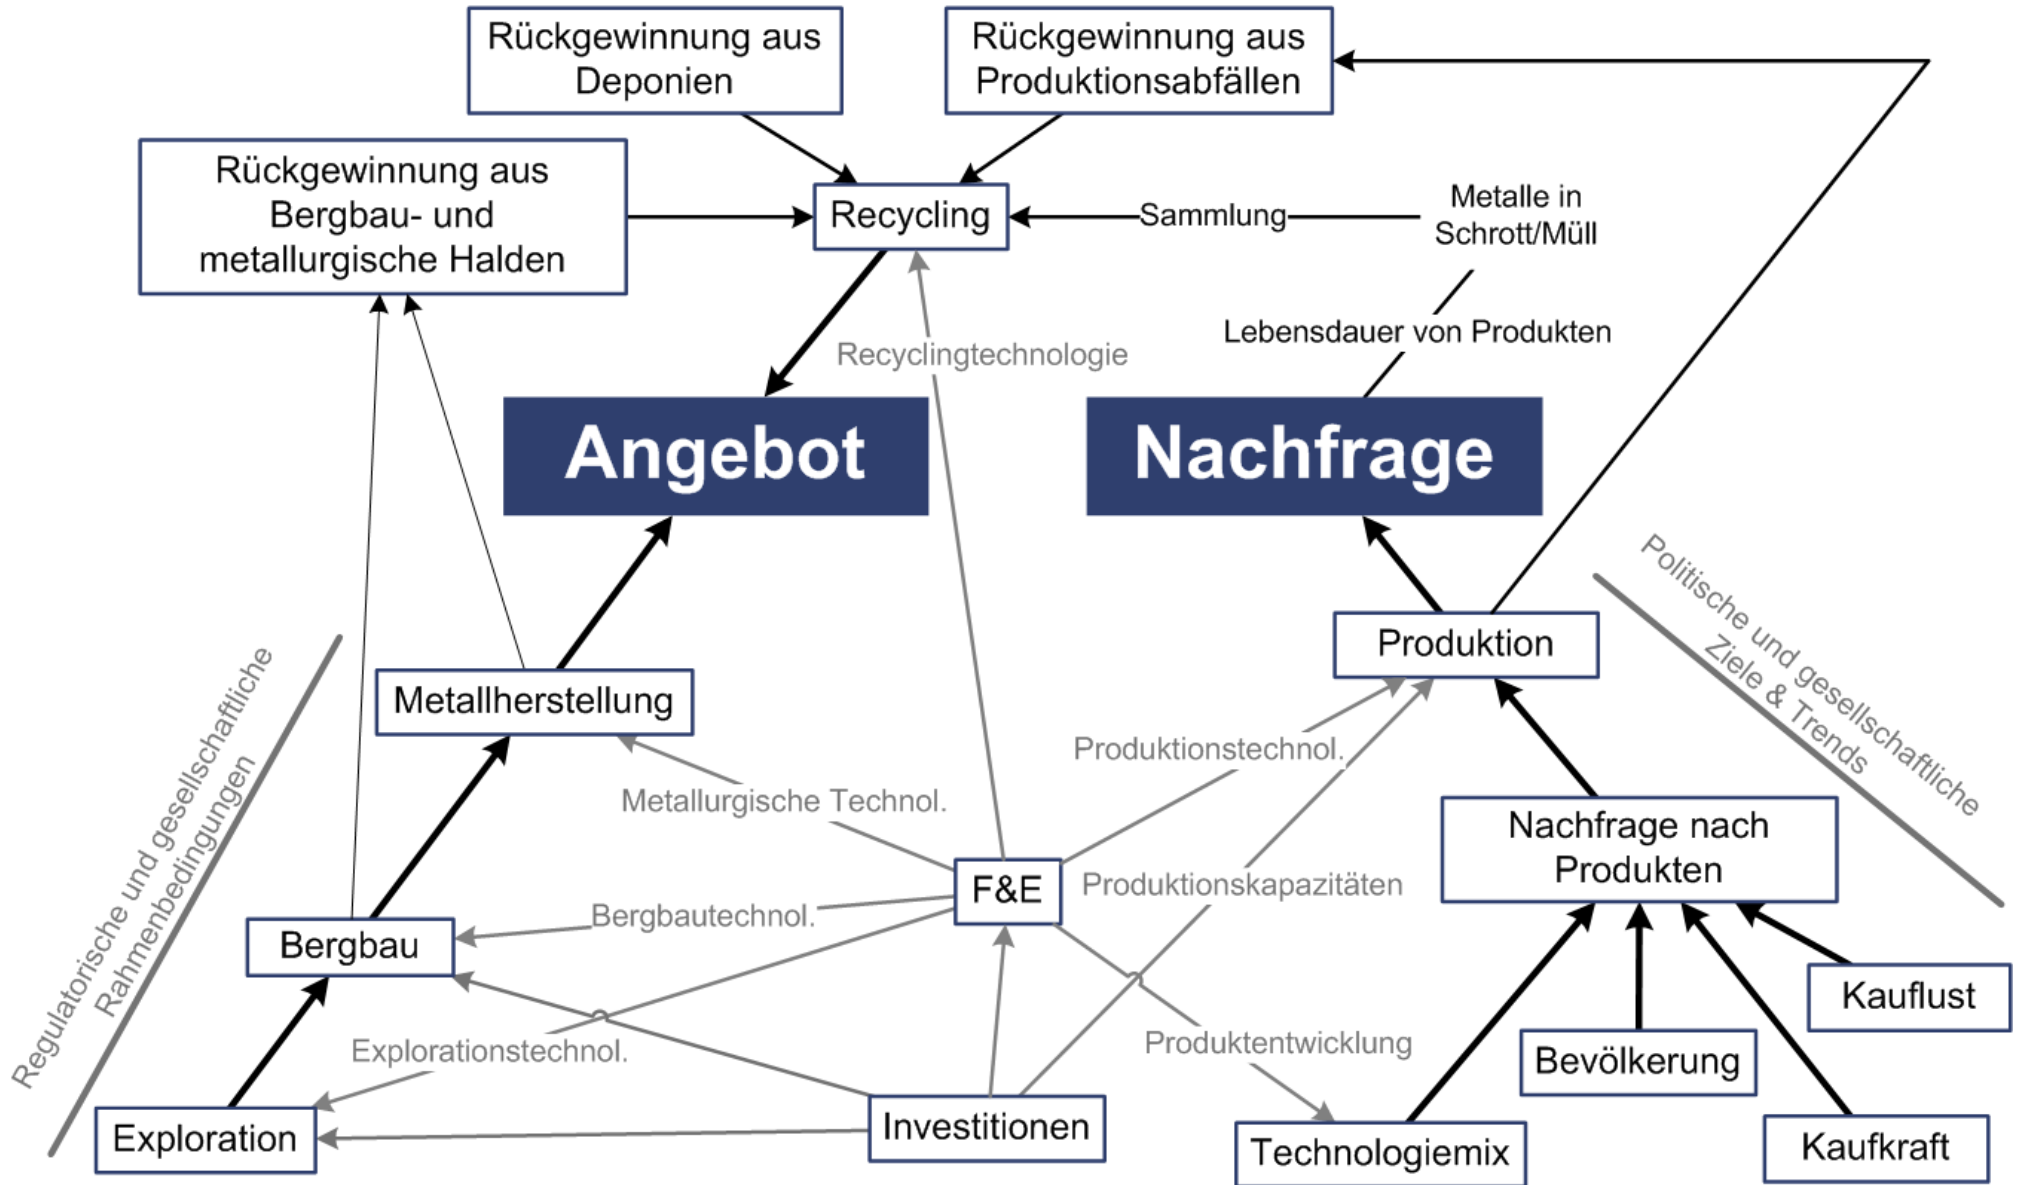 Rückgewinnung aus
Deponien
Rückgewinnung aus
Produktionsabfällen
Rückgewinnung aus
Bergbau- und
metallurgische Halden
Recycling
Sammlung
Metalle in
Schrott/Müll
Lebensdauer von Produkten
Recyclingtechnologie
Angebot
Nachfrage
Politische und gesellschaftliche
Ziele & Trends
Regulatorische und gesellschaftliche
Rahmenbedingungen
Produktion
Metallherstellung
Produktionstechnol.
Metallurgische Technol.
Nachfrage nach
Produkten
F&E
Produktionskapazitäten
Bergbautechnol.
Bergbau
Kauflust
Explorationstechnol.
Produktentwicklung
Bevölkerung
Exploration
Investitionen
Technologiemix
Kaufkraft